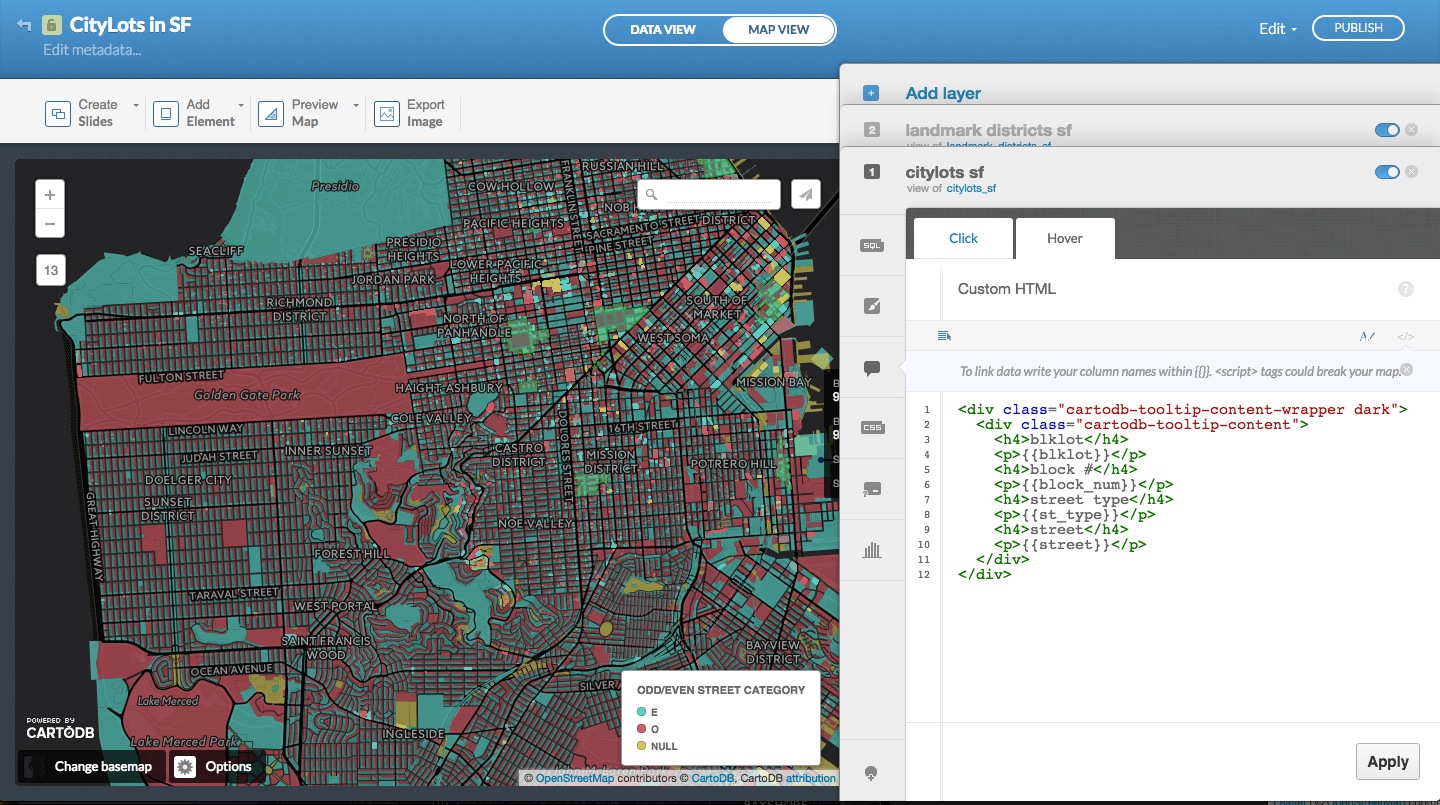 CityLots in SF
Edit metadata...
DATA VIEW
MAP VIEW
Edit
PUBLISH
Create
Slides
Add
Element
Preview
Map
Export
Image
Add layer
2
landmark districts sf
view of landmark_districts_sf
1
citylots sf
view of citylots_sf
SQL
CSS
Click
Hover
Custom HTML
?
A/
</>
To link data write your column names within {{}}. <script> tags could break your map.
1 <div class="cartodb-tooltip-content-wrapper dark">
2 <div class="cartodb-tooltip-content">
3 <h4>blklot</h4>
4 <p>{{blklot}}</p>
5 <h4>block #</h4>
6 <p>{{block_num}}</p>
7 <h4>street type</h4>
8 <p>{{st_type}}</p>
9 <h4>street</h4>
10 <p>{{street}}</p>
11 </div>
12 </div>
Apply
+
−
13
RUSSIAN HILL
Presidio
COW HOLLOW
FRANKLIN STREET
NOB H
PACIFIC HEIGHTS
SACRAMENTO STREET
DISTRICT
PINE STREET
SEACLIFF
PRESIDIO
HEIGHTS
LOWER PACIFIC
HEIGHTS
JORDAN PARK
RICHMOND
DISTRICT
SOUTH OF
MARKET
NORTH OF
PANHANDLE
WEST SOMA
FULTON STREET
Golden Gate Park
HAIGHT-ASHBURY
MISSION BAY
COLE VALLEY
LINCOLN WAY
DOLORES STREET
16TH STREET
JUDAH STREET
INNER SUNSET
CASTRO
DISTRICT
MISSION
DISTRICT
POTRERO HILL
DOELGER CITY
SUNSET
DISTRICT
GREAT HIGHWAY
NOE VALLEY
FOREST HILL
TARAVAL STREET
WEST PORTAL
SAINT FRANCIS
WOOD
BAYVIEW
DISTRICT
OCEAN AVENUE
SILVER A
Lake Merced
Lake Merced Park
INGLESIDE
B
9
B
9
S
S
ODD/EVEN STREET CATEGORY
E
O
NULL
POWERED BY
CARTODB
Change basemap
Options
© OpenStreetMap contributors © CartoDB, CartoDB attribution